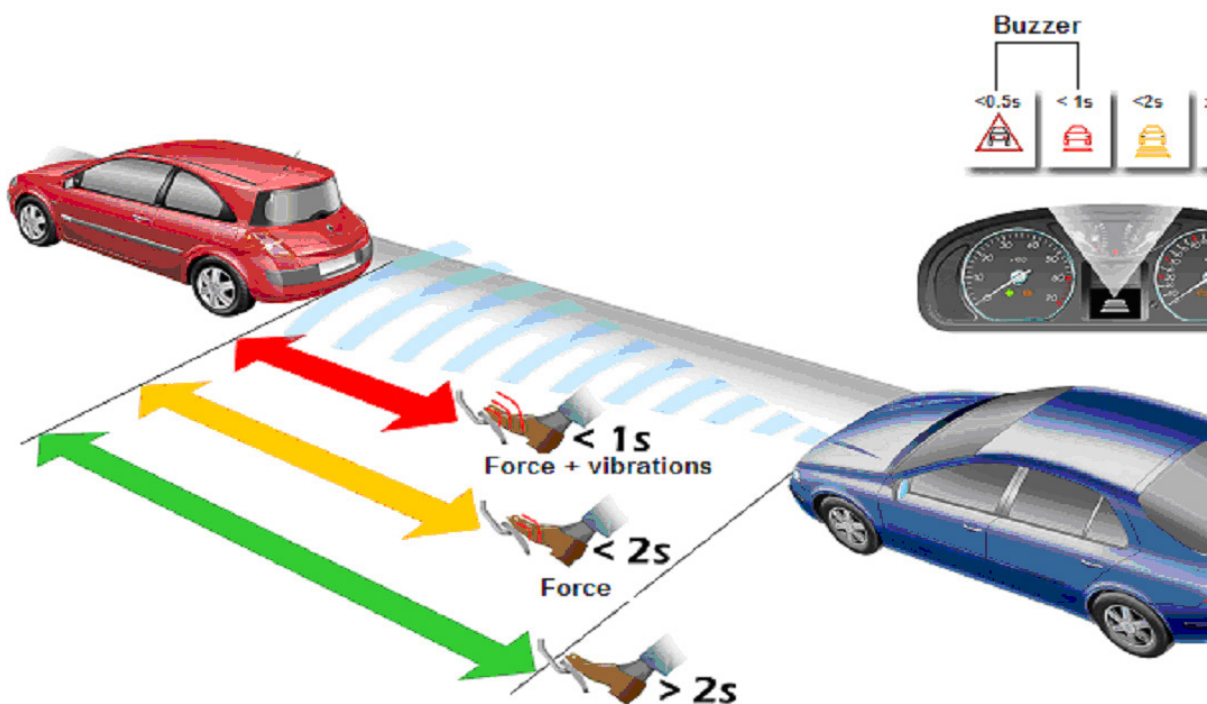 Buzzer
<0.5s
< 1s
<2s
< 1s
Force + vibrations
< 2s
Force
> 2s